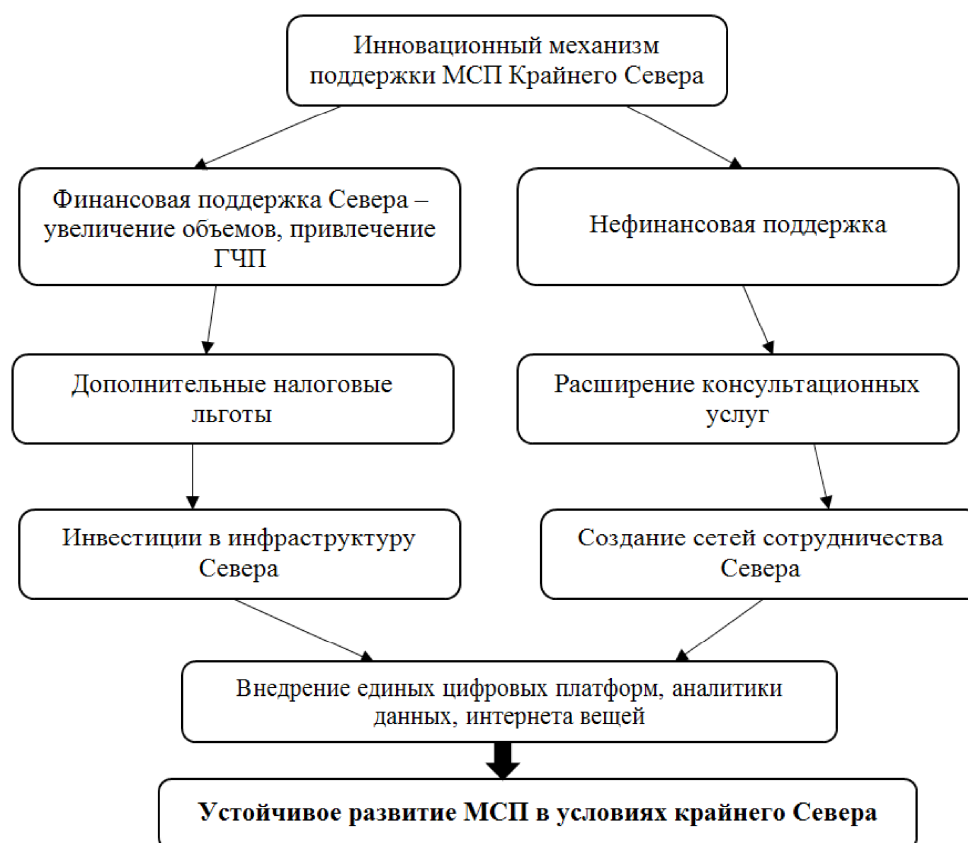 Инновационный механизм
поддержки МСП Крайнего Севера
Финансовая поддержка Севера –
увеличение объемов, привлечение
ГЧП
Нефинансовая поддержка
Дополнительные налоговые
льготы
Расширение консультационных
услуг
Инвестиции в инфраструктуру
Севера
Создание сетей сотрудничества
Севера
Внедрение единых цифровых платформ, аналитики
данных, интернета вещей
Устойчивое развитие МСП в условиях крайнего Севера